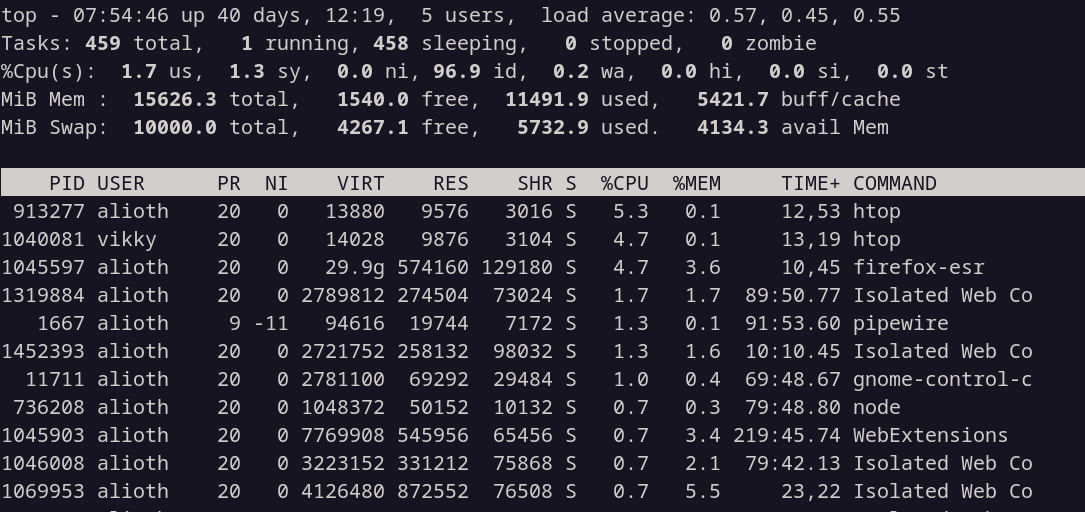 top - 07:54:46 up 40 days, 12:19,  5 users,  load average: 0.57, 0.45, 0.55
Tasks: 459 total,   1 running, 458 sleeping,   0 stopped,   0 zombie
%Cpu(s):  1.7 us,  1.3 sy,  0.0 ni, 96.9 id,  0.2 wa,  0.0 hi,  0.0 si,  0.0 st
MiB Mem :  15626.3 total,   1540.0 free,  11491.9 used,   5421.7 buff/cache
MiB Swap:  10000.0 total,   4267.1 free,   5732.9 used.   4134.3 avail Mem
    PID USER      PR  NI    VIRT    RES    SHR S  %CPU  %MEM     TIME+ COMMAND
 913277 alioth    20   0   13880   9576   3016 S   5.3   0.1     12,53 htop
1040081 vikky     20   0   14028   9876   3104 S   4.7   0.1     13,19 htop
1045597 alioth    20   0   29.9g 574160 129180 S   4.7   3.6     10,45 firefox-esr
1319884 alioth    20   0 2789812 274504  73024 S   1.7   1.7  89:50.77 Isolated Web Co
   1667 alioth     9 -11   94616  19744   7172 S   1.3   0.1  91:53.60 pipewire
1452393 alioth    20   0 2721752 258132  98032 S   1.3   1.6  10:10.45 Isolated Web Co
  11711 alioth    20   0 2781100  69292  29484 S   1.0   0.4  69:48.67 gnome-control-c
 736208 alioth    20   0 1048372  50152  10132 S   0.7   0.3  79:48.80 node
1045903 alioth    20   0 7769908 545956  65456 S   0.7   3.4 219:45.74 WebExtensions
1046008 alioth    20   0 3223152 331212  75868 S   0.7   2.1  79:42.13 Isolated Web Co
1069953 alioth    20   0 4126480 872552  76508 S   0.7   5.5     23,22 Isolated Web Co